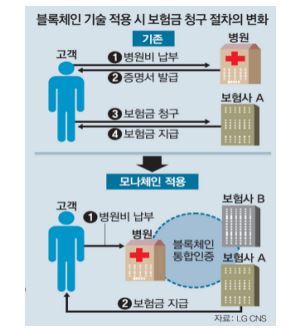 블록체인 기술 적용 시 보험금 청구 절차의 변화
기존
고객
병원
❶ 병원비 납부
❷ 증명서 발급
보험사 A
❸ 보험금 청구
❹ 보험금 지급
모나체인 적용
고객
보험사 B
❶ 병원비 납부
병원
블록체인
통합인증
보험사 A
❷ 보험금 지급
자료: LG CNS